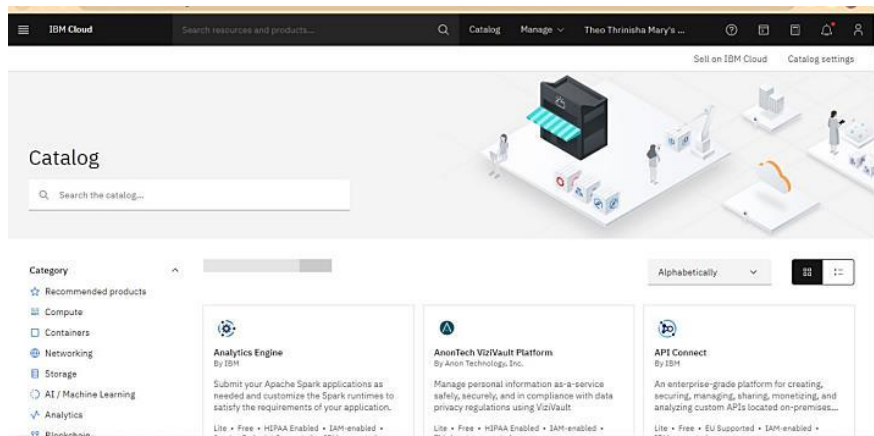 IBM Cloud
Search resources and products...
Catalog
Manage
Theo Thrinisha Mary's ...
Sell on IBM Cloud
Catalog settings
Catalog
Search the catalog...
Category
Alphabetically
Recommended products
Compute
Containers
Networking
Storage
AI / Machine Learning
Analytics
Blockchain
Analytics Engine
By IBM
Submit your Apache Spark applications as
needed and customize the Spark runtimes to
satisfy the requirements of your application.
Lite • Free • HIPAA Enabled • IAM-enabled •
AnonTech ViziVault Platform
By Anon Technology, Inc.
Manage personal information as-a-service
safely, securely, and in compliance with data
privacy regulations using ViziVault
Lite • Free • HIPAA Enabled • IAM-enabled •
API Connect
By IBM
An enterprise-grade platform for creating,
securing, managing, sharing, monetizing, and
analyzing custom APIs located on-premises...
Lite • Free • EU Supported • IAM-enabled •